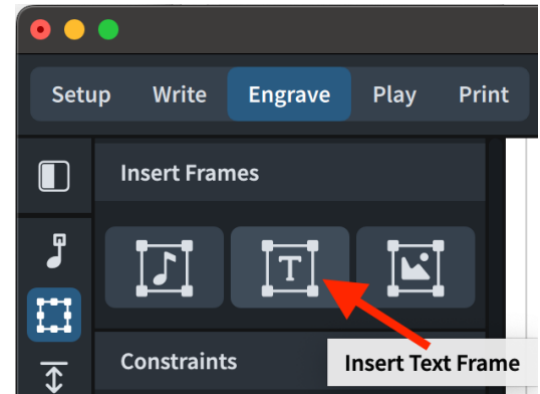 Setup Write Engrave Play Print
Insert Frames
T
Constraints
Insert Text Frame